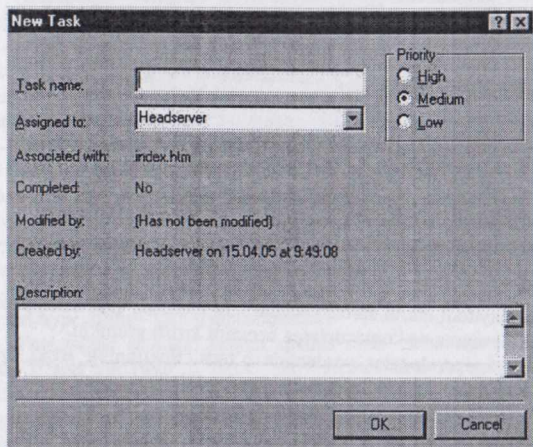 New Task
Task name:
Priority
High
Medium
Low
Assigned to: Headserver
Associated with: index.htm
Completed: No
Modified by: (Has not been modified)
Created by: Headserver on 15.04.05 at 9:49:08
Description:
OK Cancel